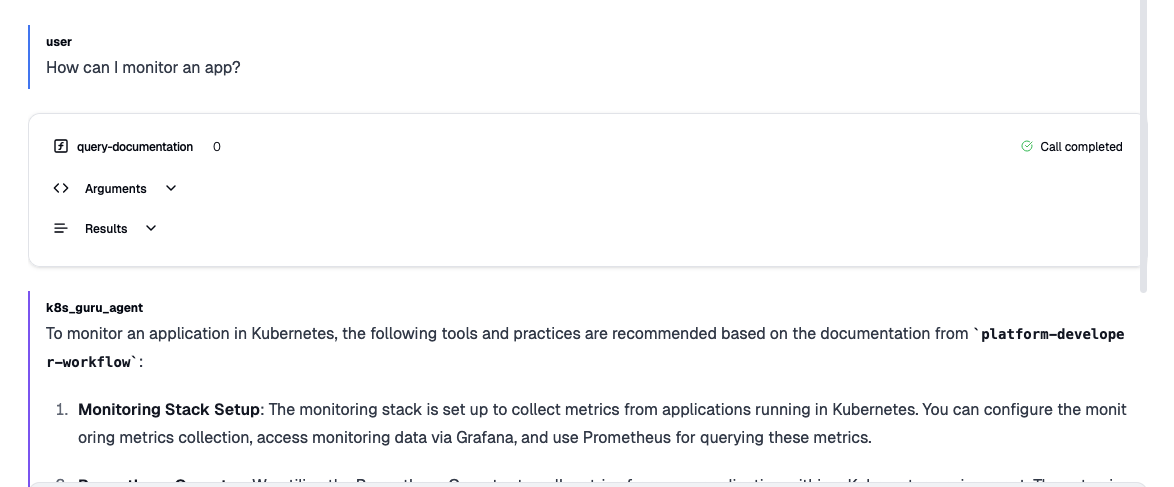 user
How can I monitor an app?
query-documentation 0 Call completed
Arguments
Results
k8s_guru_agent
To monitor an application in Kubernetes, the following tools and practices are recommended based on the documentation from `platform-develope
r-workflow`:
1. Monitoring Stack Setup: The monitoring stack is set up to collect metrics from applications running in Kubernetes. You can configure the monit
oring metrics collection, access monitoring data via Grafana, and use Prometheus for querying these metrics.